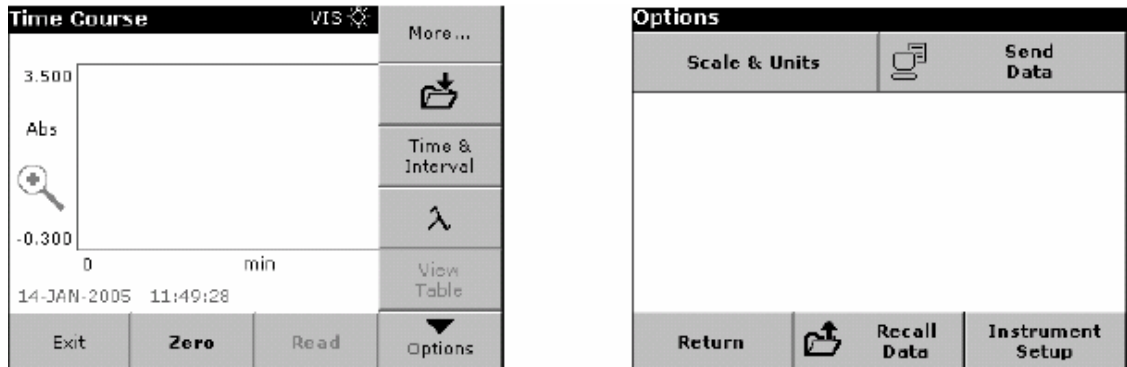 Time Course VIS
More...
3.500
Abs
Time &
Interval
λ
-0.300
0 min
View
Table
14-JAN-2005 11:49:28
Exit Zero Read Options
Options
Scale & Units
Send
Data
Return
Recall
Data
Instrument
Setup